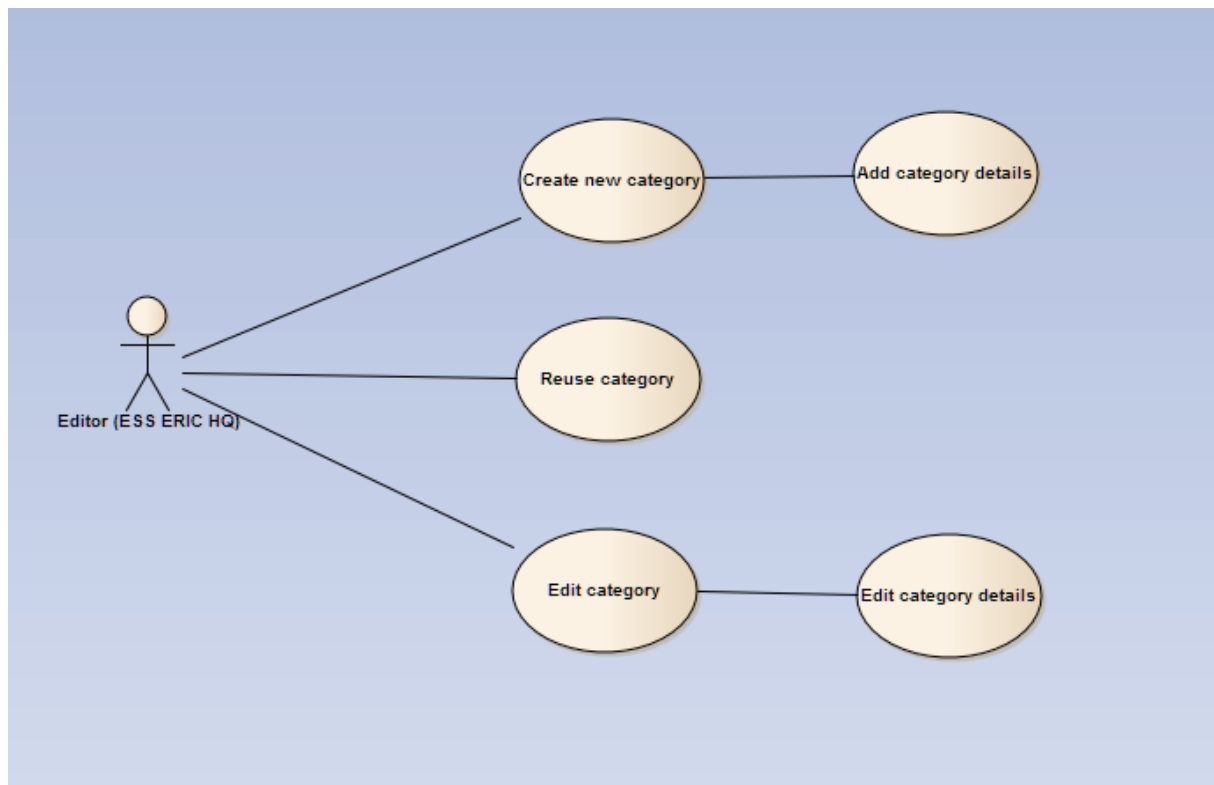 Create new category
Add category details
Reuse category
Editor (ESS ERIC HQ)
Edit category
Edit category details